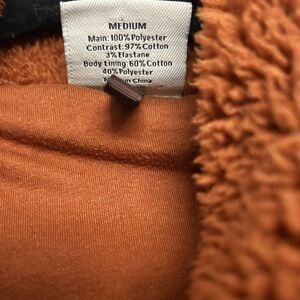 MEDIUM
Main: 100% Polyester
Contrast: 97% Cotton
3% Elastane
Body Lining: 60% Cotton
40% Polyester
in China